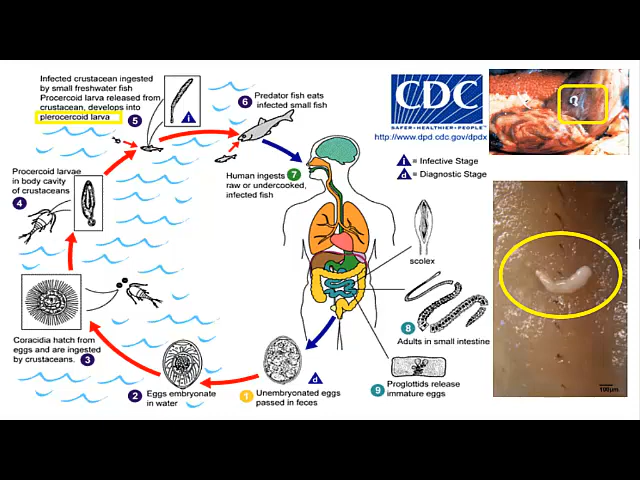 Infected crustacean ingested
by small freshwater fish
Procercoid larva released from
crustacean, develops into
plerocercoid larva
5
i
6 Predator fish eats
infected small fish
CDC
SAFER·HEALTHIER·PEOPLE™
http://www.dpd.cdc.gov/dpdx
i = Infective Stage
d = Diagnostic Stage
Procercoid larvae
in body cavity
of crustaceans
4
Human ingests 7
raw or undercooked,
infected fish
scolex
8
Adults in small intestine
Coracidia hatch from
eggs and are ingested
by crustaceans. 3
d
2 Eggs embryonate
in water
1 Unembryonated eggs
passed in feces
9 Proglottids release
immature eggs
100µm